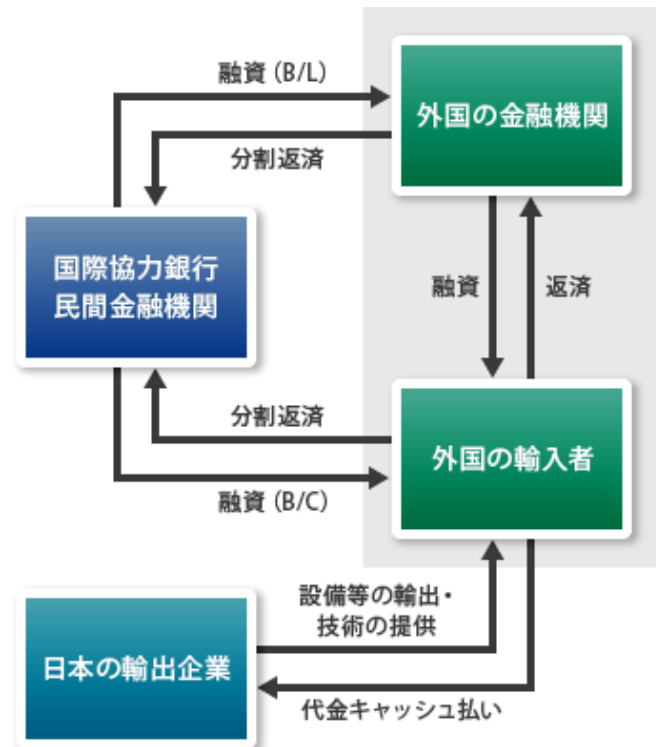 融資（B/L）
外国の金融機関
分割返済
国際協力銀行
民間金融機関
融資
返済
分割返済
外国の輸入者
融資（B/C）
設備等の輸出・
技術の提供
日本の輸出企業
代金キャッシュ払い